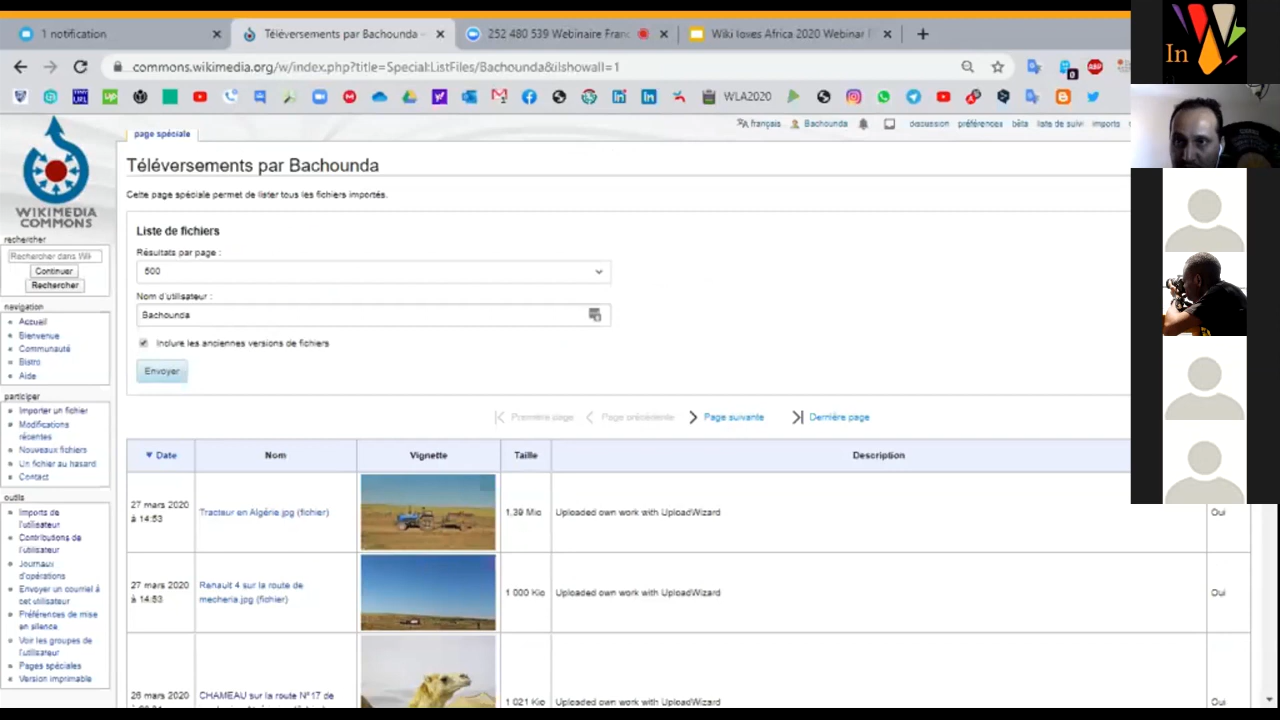 1 notification
Téléversements par Bachounda -
252 480 539 Webinaire Franc
Wiki loves Africa 2020 Webinar F
commons.wikimedia.org/w/index.php?title=Special:ListFiles/bachounda&ilshowall=1
WLA2020
In
français Bachounda discussion préférences bêta liste de suivi imports
page spéciale
Téléversements par Bachounda
Cette page spéciale permet de lister tous les fichiers importés.
Liste de fichiers
Résultats par page :
500
Nom d'utilisateur :
Bachounda
Inclure les anciennes versions de fichiers
Envoyer
Première page Page précédente Page suivante Dernière page
Date Nom Vignette Taille Description
27 mars 2020
à 14:53
Tracteur en Algérie.jpg (fichier)
1,39 Mio
Uploaded own work with UploadWizard
Oui
27 mars 2020
à 14:53
Renault 4 sur la route de
mecheria.jpg (fichier)
1 000 Kio
Uploaded own work with UploadWizard
Oui
26 mars 2020
CHAMEAU sur la route N°17 de
1 021 Kio
Uploaded own work with UploadWizard
Oui
WIKIMEDIA
COMMONS
rechercher
Rechercher dans Wik
Continuer
Rechercher
navigation
Accueil
Bienvenue
Communauté
Bistro
Aide
participer
Importer un fichier
Modifications
récentes
Nouveaux fichiers
Un fichier au hasard
Contact
outils
Imports de
l'utilisateur
Contributions de
l'utilisateur
Journaux
d'opérations
Envoyer un courriel à
cet utilisateur
Préférences de mise
en silence
Voir les groupes de
l'utilisateur
Pages spéciales
Version imprimable